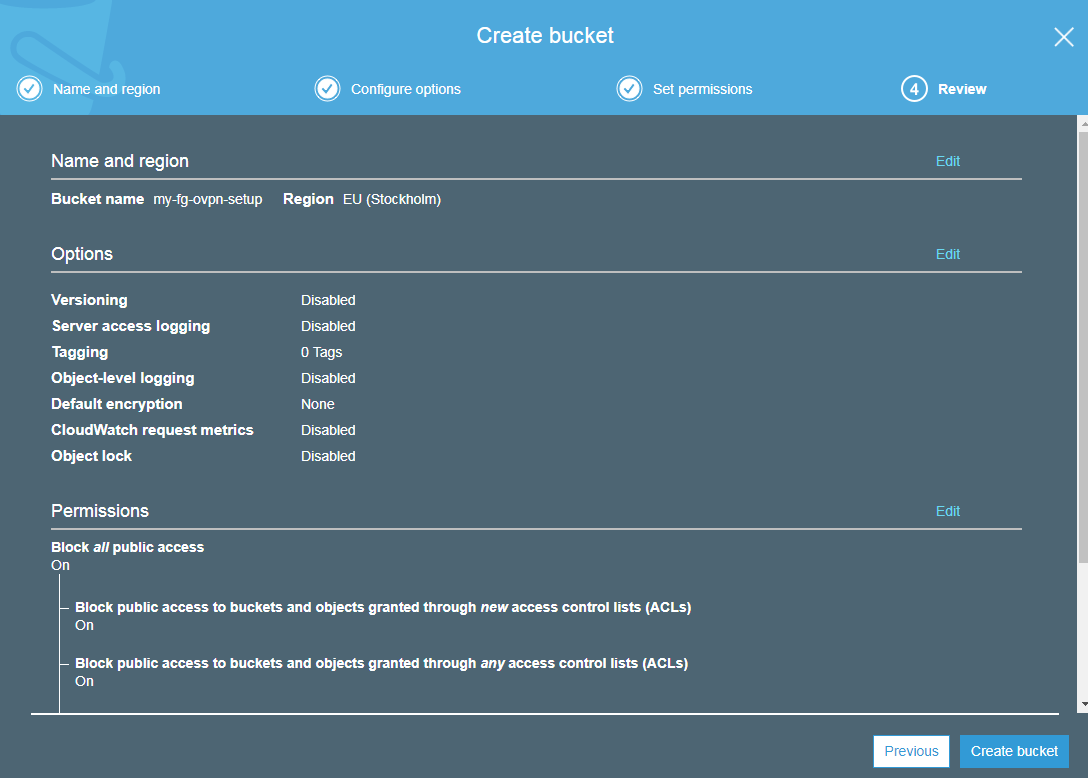 Create bucket
Name and region Configure options Set permissions 4 Review
Name and region Edit
Bucket name my-fg-ovpn-setup Region EU (Stockholm)
Options Edit
Versioning Disabled
Server access logging Disabled
Tagging 0 Tags
Object-level logging Disabled
Default encryption None
CloudWatch request metrics Disabled
Object lock Disabled
Permissions Edit
Block all public access
On
Block public access to buckets and objects granted through new access control lists (ACLs)
On
Block public access to buckets and objects granted through any access control lists (ACLs)
On
Previous Create bucket